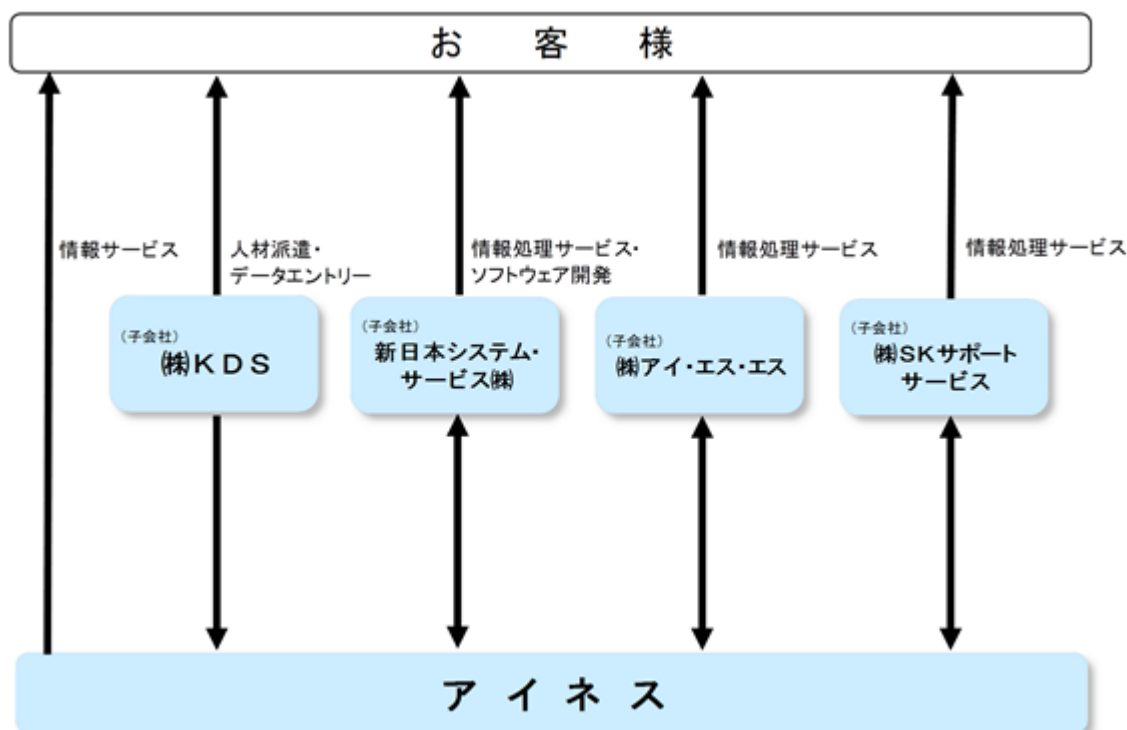 お客様
情報サービス
人材派遣・
データエントリー
情報処理サービス・
ソフトウェア開発
情報処理サービス
情報処理サービス
(子会社)
㈱ＫＤＳ
(子会社)
新日本システム・
サービス㈱
(子会社)
㈱アイ・エス・エス
(子会社)
㈱SKサポート
サービス
アイネス